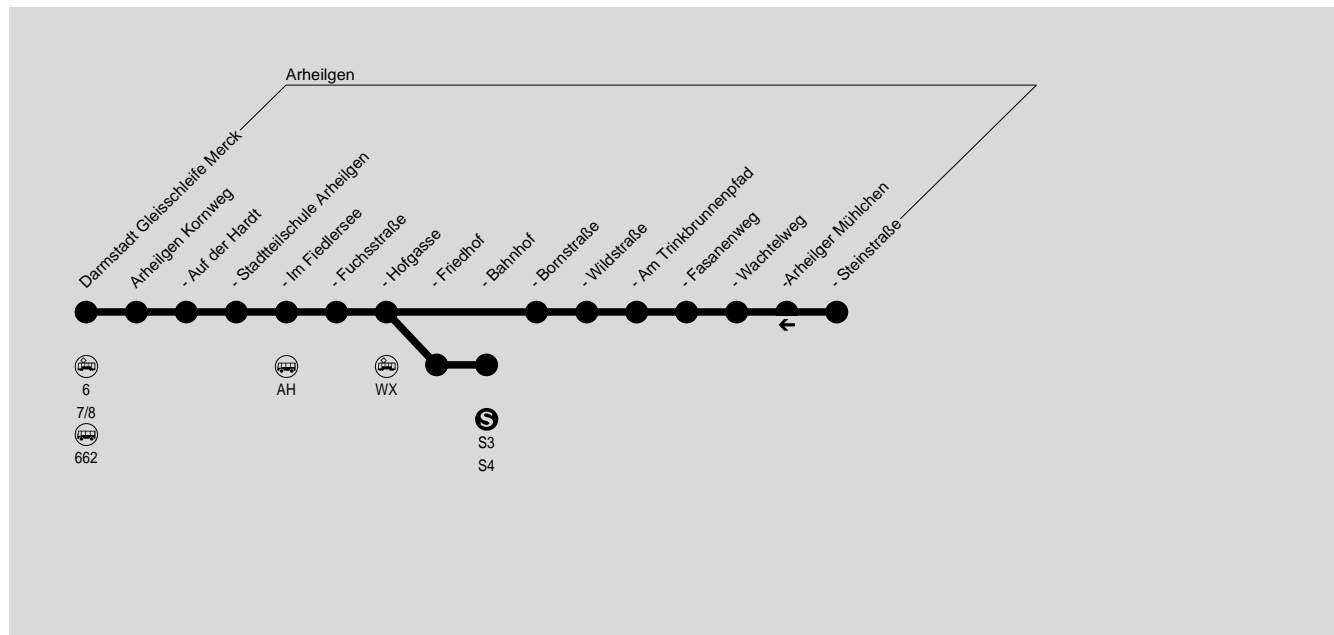 Arheilgen
Darmstadt Gleisschleife Merck
Arheilgen Kornweg
- Auf der Hardt
- Stadtteilschule Arheilgen
- Im Fiedlersee
- Fuchsstraße
- Hofgasse
- Friedhof
- Bahnhof
- Bornstraße
- Wildstraße
- Am Trinkbrunnenpfad
- Fasanenweg
- Wachtelweg
-Arheilger Mühlchen
- Steinstraße
6
7/8
662
AH
WX
S
S3
S4